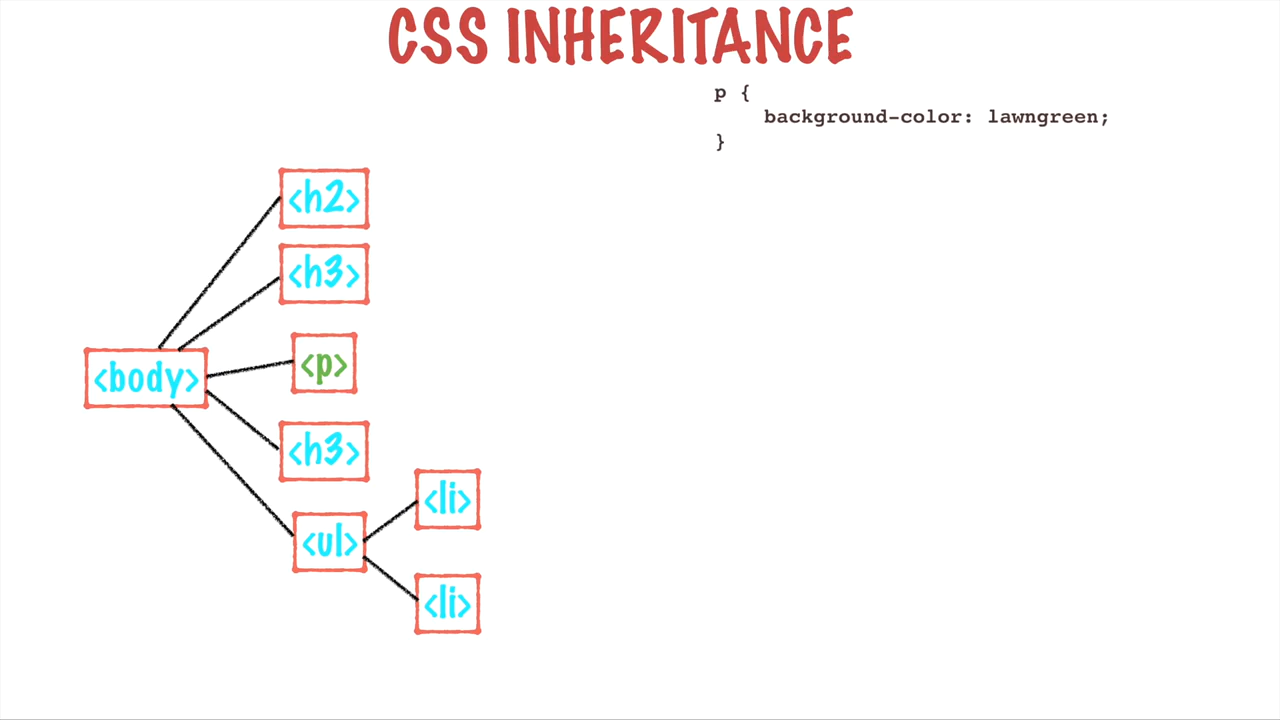 CSS INHERITANCE
p {
    background-color: lawngreen;
}
<h2>
<h3>
<p>
<body>
<h3>
<li>
<ul>
<li>